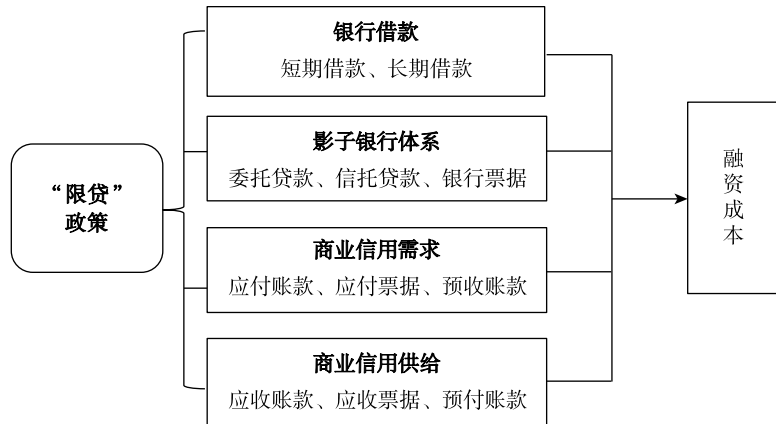 银行借款
短期借款、长期借款
影子银行体系
委托贷款、信托贷款、银行票据
“限贷”
政策
商业信用需求
应付账款、应付票据、预收账款
商业信用供给
应收账款、应收票据、预付账款
融
资
成
本